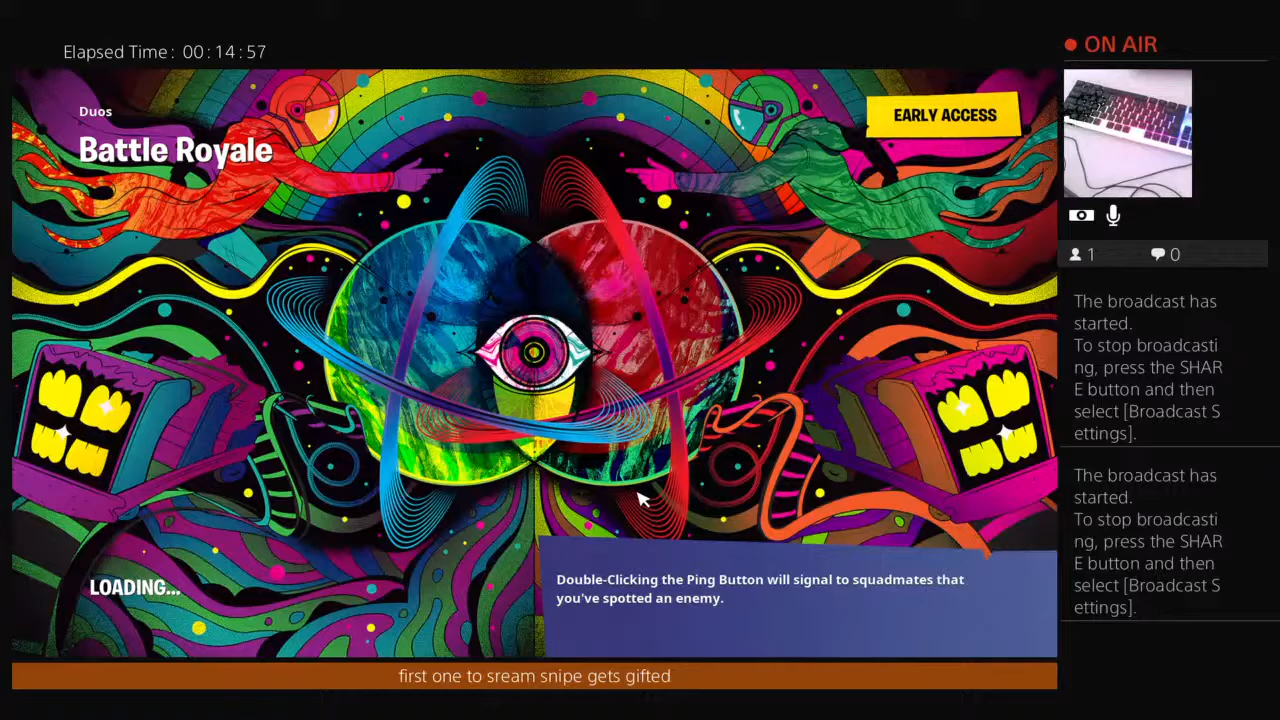 Elapsed Time: 00:14:57
ON AIR
Duos
Battle Royale
EARLY ACCESS
1
0
The broadcast has
started.
To stop broadcasti
ng, press the SHAR
E button and then
select [Broadcast S
ettings].
The broadcast has
started.
To stop broadcasti
ng, press the SHAR
E button and then
select [Broadcast S
ettings].
LOADING...
Double-Clicking the Ping Button will signal to squadmates that
you've spotted an enemy.
first one to sream snipe gets gifted